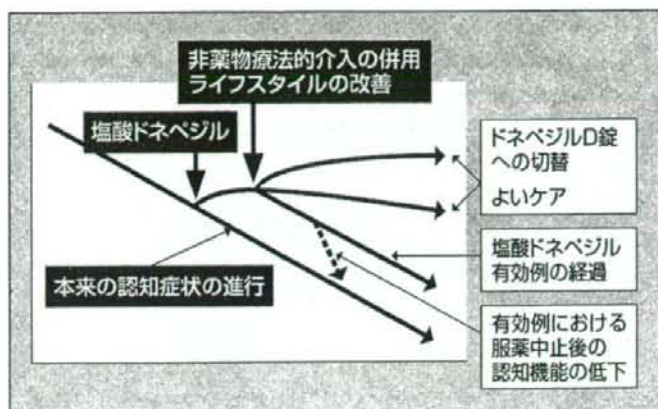 非薬物療法的介入の併用
ライフスタイルの改善
塩酸ドネペジル
ドネペジルD錠
への切替
よいケア
塩酸ドネペジル
有効例の経過
本来の認知症状の進行
有効例における
服薬中止後の
認知機能の低下